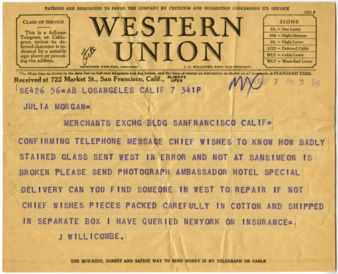 PATRONS ARE REQUESTED TO FAVOR THE COMPANY BY CRITICISM AND SUGGESTION CONCERNING ITS SERVICE
CLASS OF SERVICE
This is a full-rate Telegram or Cablegram unless its deferred character is indicated by a suitable sign above or preceding the address.
WESTERN
UNION
SIGNS
Received at 722 Market St., San Francisco, Calif. ALWAYS OPEN
STANDARD TIME.
SE426 56=AB LOSANGELES CALIF 7 341P
JULIA MORGAN=
MERCHANTS EXCHG BLDG SANFRANCISCO CALIF=
CONFIRMING TELEPHONE MESSAGE CHIEF WISHES TO KNOW HOW BADLY
STAINED GLASS SENT WEST IN ERROR AND NOT AT SANSIMEON IS
BROKEN PLEASE SEND PHOTOGRAPH AMBASSADOR HOTEL SPECIAL
DELIVERY CAN YOU FIND SOMEONE IN WEST TO REPAIR IF NOT
CHIEF WISHES PIECES PACKED CAREFULLY IN COTTON AND SHIPPED
IN SEPARATE BOX I HAVE QUERIED NEWYORK ON INSURANCE=
J WILLICOMBE.
THE QUICKEST, SUREST AND SAFEST WAY TO SEND MONEY IS BY TELEGRAPH OR CABLE